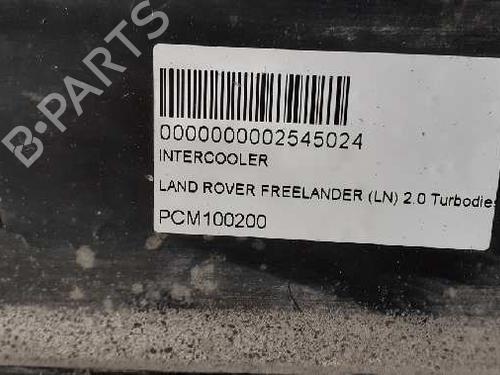 B-PARTS
0000000002545024
INTERCOOLER
LAND ROVER FREELANDER (LN) 2.0 Turbodies
PCM100200